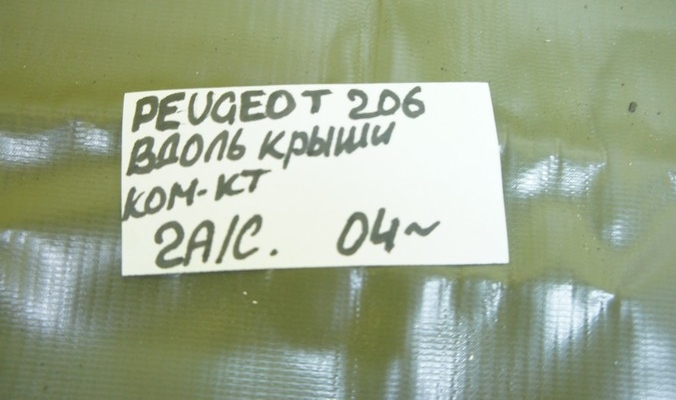 PEUGEOT 206
ВДОЛЬ КРЫШИ
КОМ-КТ
2A/C. 04~